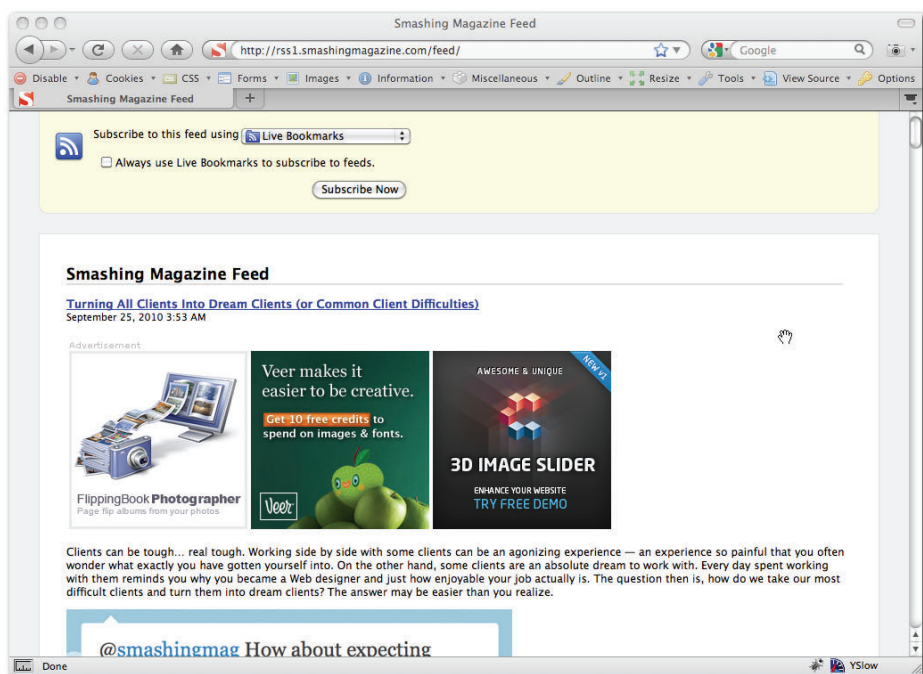 Smashing Magazine Feed
http://rss1.smashingmagazine.com/feed/
Google
Disable Cookies CSS Forms Images Information Miscellaneous Outline Resize Tools View Source Options
Smashing Magazine Feed +
Subscribe to this feed using Live Bookmarks
Always use Live Bookmarks to subscribe to feeds.
Subscribe Now
Smashing Magazine Feed
Turning All Clients Into Dream Clients (or Common Client Difficulties)
September 25, 2010 3:53 AM
Advertisement
FlippingBook Photographer
Page flip albums from your photos
Veer makes it
easier to be creative.
Get 10 free credits to
spend on images & fonts.
Veer
NEW V1
AWESOME & UNIQUE
3D IMAGE SLIDER
ENHANCE YOUR WEBSITE
TRY FREE DEMO
Clients can be tough... real tough. Working side by side with some clients can be an agonizing experience — an experience so painful that you often
wonder what exactly you have gotten yourself into. On the other hand, some clients are an absolute dream to work with. Every day spent working
with them reminds you why you became a Web designer and just how enjoyable your job actually is. The question then is, how do we take our most
difficult clients and turn them into dream clients? The answer may be easier than you realize.
@smashingmag How about expecting
Done
YSlow